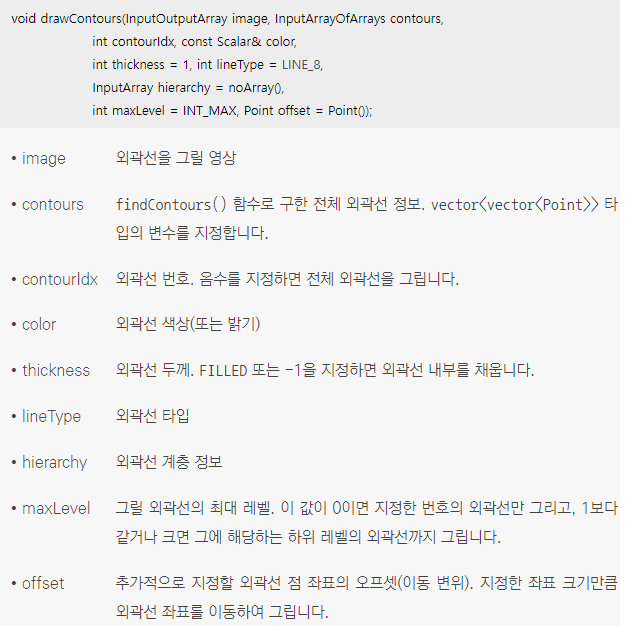 void drawContours(InputOutputArray image, InputArrayOfArrays contours,
int contourIdx, const Scalar& color,
int thickness = 1, int lineType = LINE_8,
InputArray hierarchy = noArray(),
int maxLevel = INT_MAX, Point offset = Point());
• image 외곽선을 그릴 영상
• contours findContours() 함수로 구한 전체 외곽선 정보. vector<vector<Point>> 타
입의 변수를 지정합니다.
• contourIdx 외곽선 번호. 음수를 지정하면 전체 외곽선을 그립니다.
• color 외곽선 색상(또는 밝기)
• thickness 외곽선 두께. FILLED 또는 -1을 지정하면 외곽선 내부를 채웁니다.
• lineType 외곽선 타입
• hierarchy 외곽선 계층 정보
• maxLevel 그릴 외곽선의 최대 레벨. 이 값이 0이면 지정한 번호의 외곽선만 그리고, 1보다
같거나 크면 그에 해당하는 하위 레벨의 외곽선까지 그립니다.
• offset 추가적으로 지정할 외곽선 점 좌표의 오프셋(이동 변위). 지정한 좌표 크기만큼
외곽선 좌표를 이동하여 그립니다.